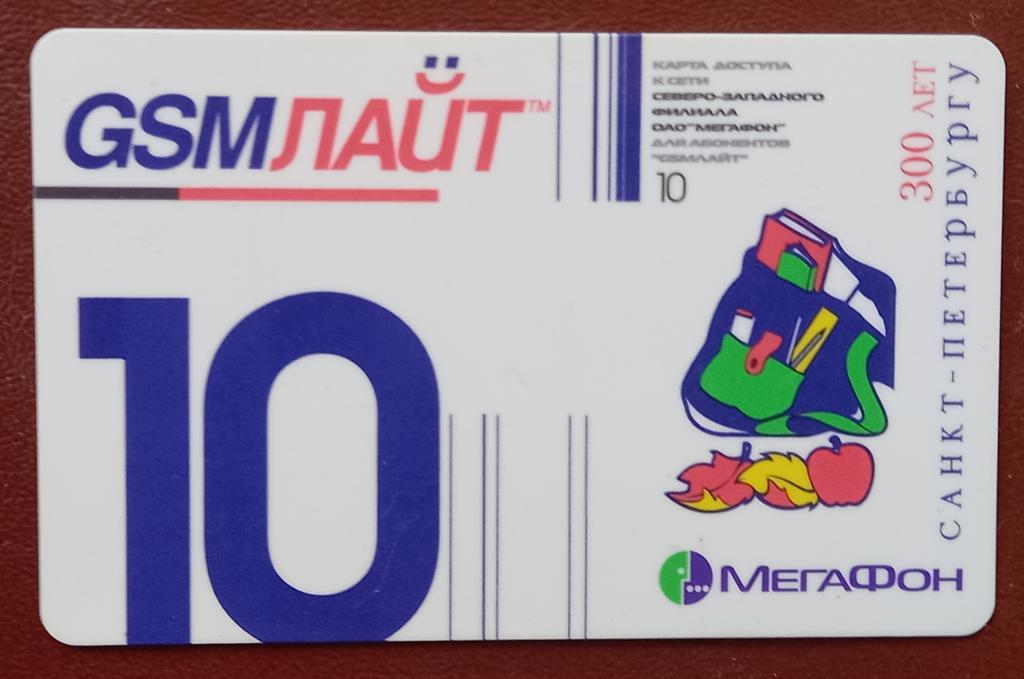 GSMЛАЙТ™
КАРТА ДОСТУПА
К СЕТИ
СЕВЕРО-ЗАПАДНОГО
ФИЛИАЛА
ОАО "МЕГАФОН"
ДЛЯ АБОНЕНТОВ
"GSMЛАЙТ"
10
300 ЛЕТ
САНКТ-ПЕТЕРБУРГУ
10
МЕГАФОН